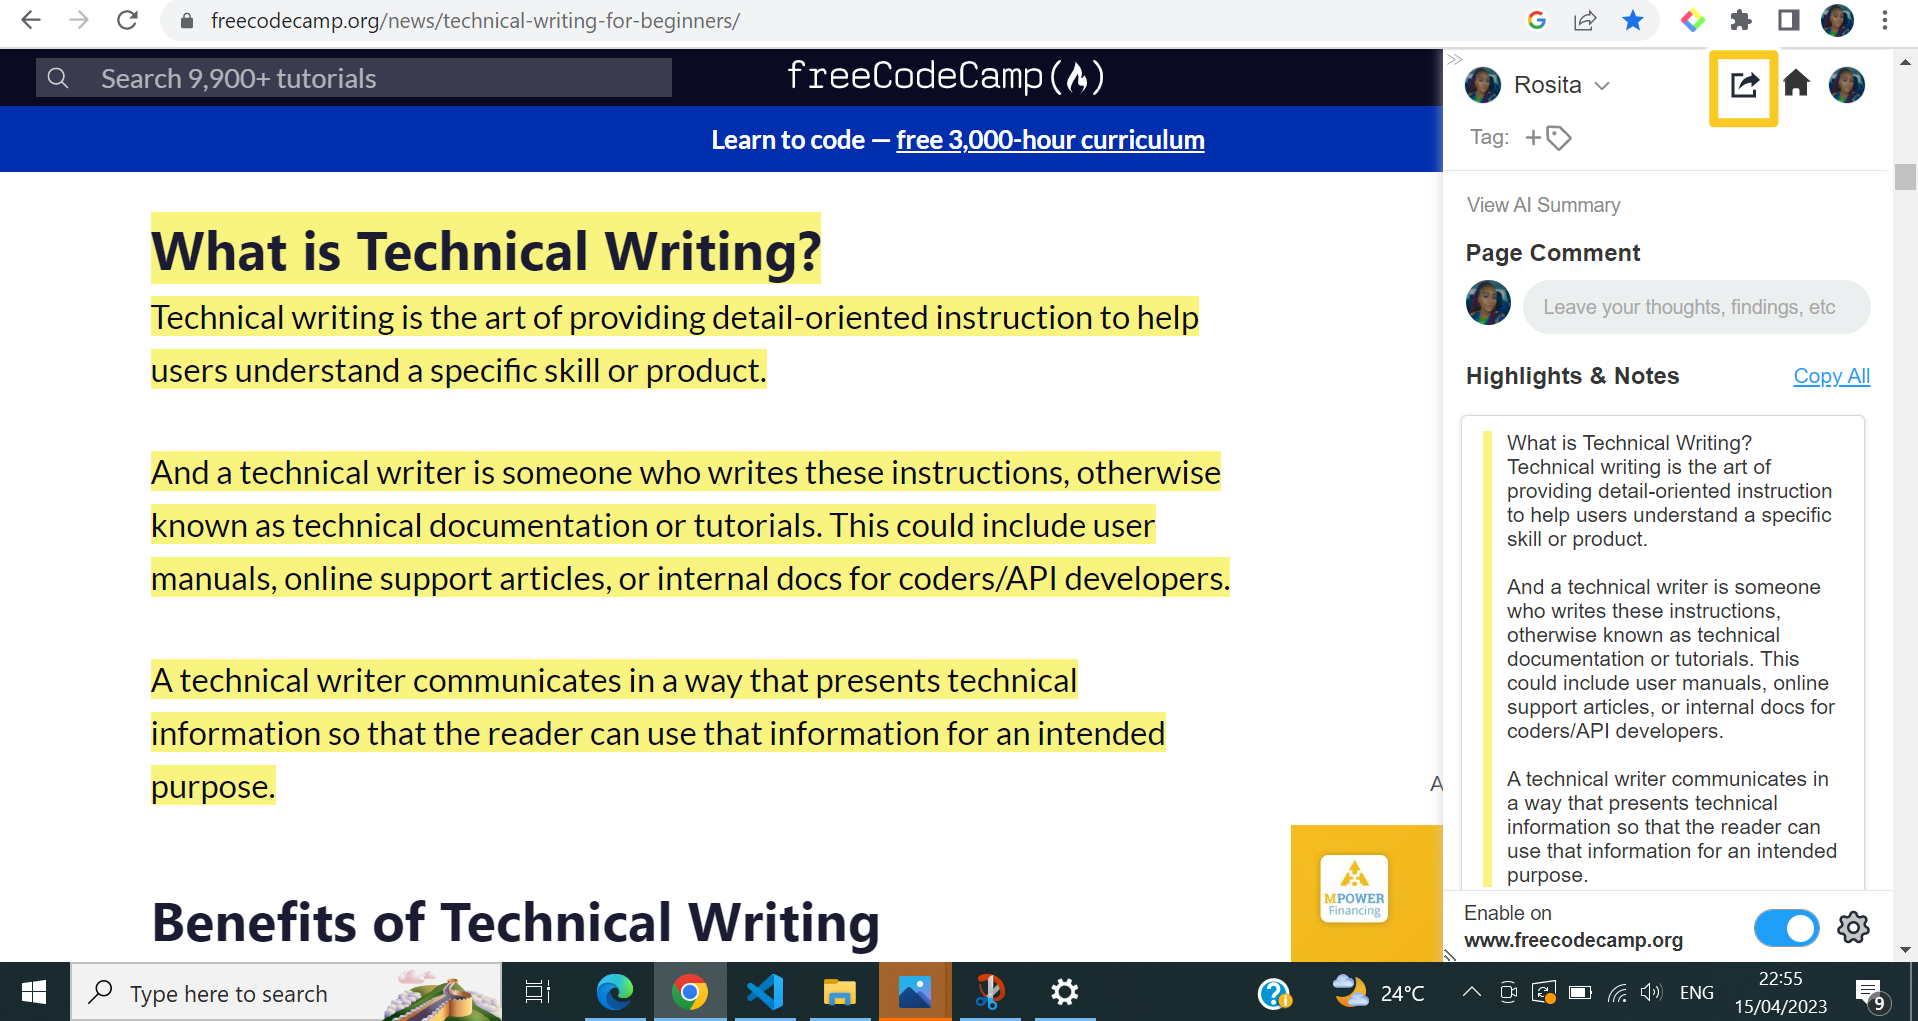 freecodecamp.org/news/technical-writing-for-beginners/
Search 9,900+ tutorials
freeCodeCamp
Learn to code — free 3,000-hour curriculum
What is Technical Writing?
Technical writing is the art of providing detail-oriented instruction to help
users understand a specific skill or product.
And a technical writer is someone who writes these instructions, otherwise
known as technical documentation or tutorials. This could include user
manuals, online support articles, or internal docs for coders/API developers.
A technical writer communicates in a way that presents technical
information so that the reader can use that information for an intended
purpose.
Benefits of Technical Writing
A
MPOWER
Financing
Rosita
Tag:
View AI Summary
Page Comment
Leave your thoughts, findings, etc
Highlights & Notes
Copy All
What is Technical Writing?
Technical writing is the art of
providing detail-oriented instruction
to help users understand a specific
skill or product.
And a technical writer is someone
who writes these instructions,
otherwise known as technical
documentation or tutorials. This
could include user manuals, online
support articles, or internal docs for
coders/API developers.
A technical writer communicates in
a way that presents technical
information so that the reader can
use that information for an intended
purpose.
Enable on
www.freecodecamp.org
Type here to search
24°C
ENG
22:55
15/04/2023
9